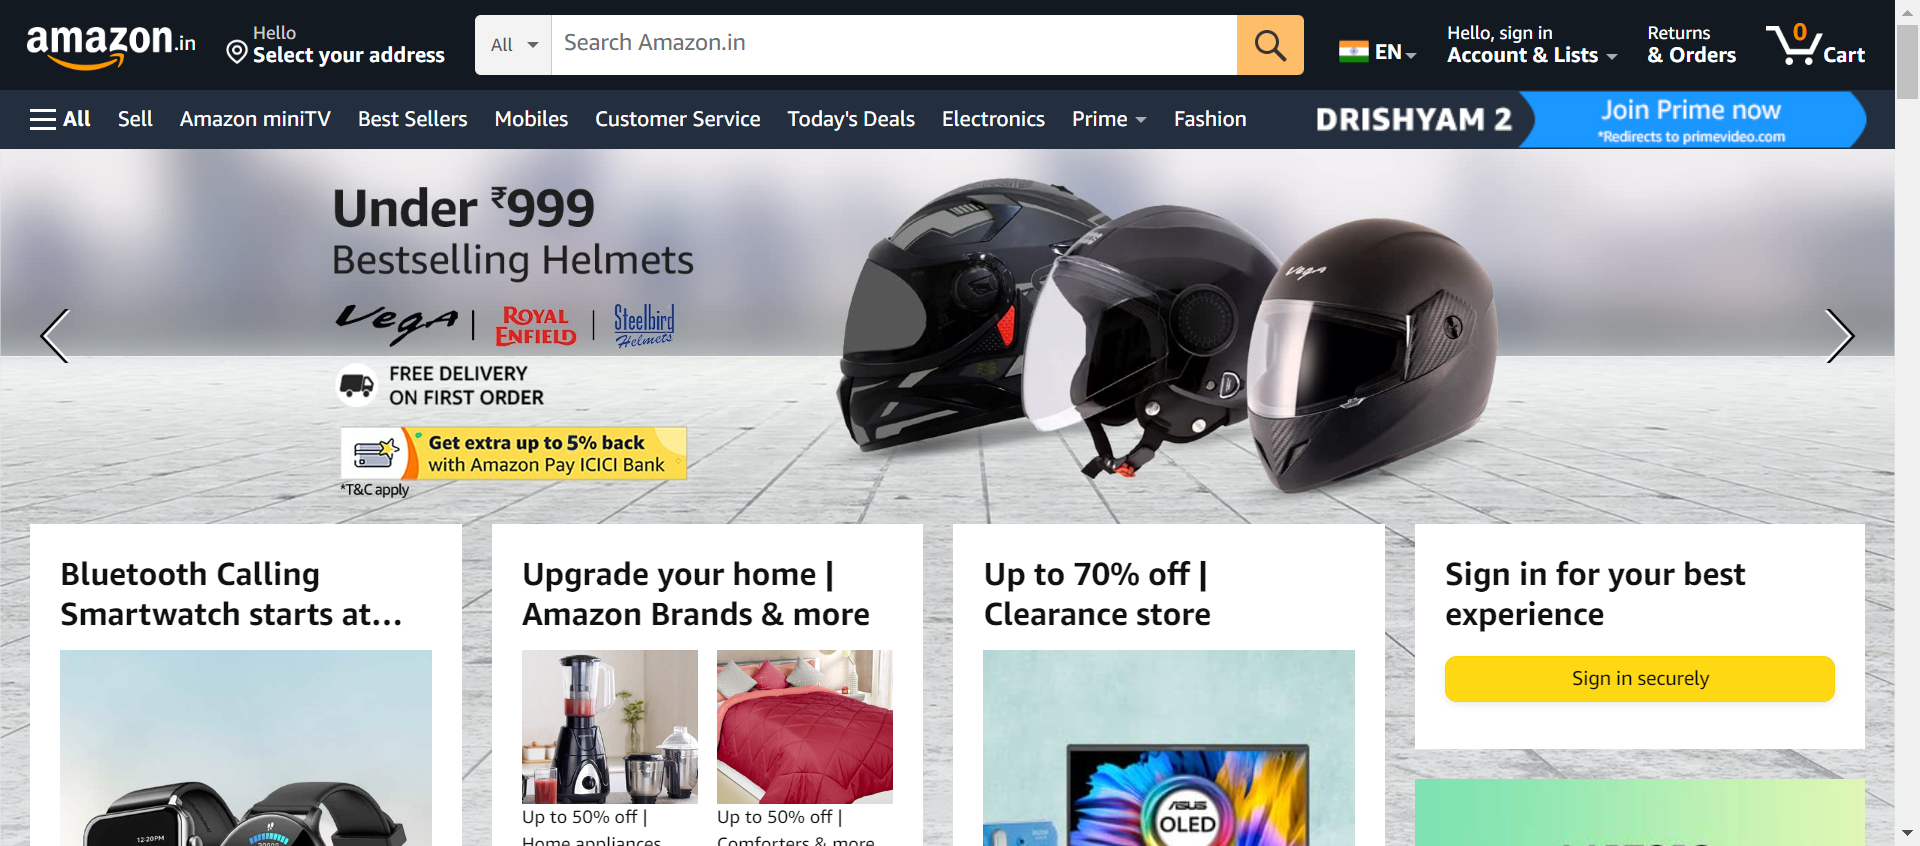 amazon.in
Hello
Select your address
All
Search Amazon.in
EN
Hello, sign in
Account & Lists
Returns
& Orders
0
Cart
All
Sell
Amazon miniTV
Best Sellers
Mobiles
Customer Service
Today's Deals
Electronics
Prime
Fashion
DRISHYAM 2
Join Prime now
*Redirects to primevideo.com
Under ₹999
Bestselling Helmets
Vega | ROYAL ENFIELD | Steelbird Helmets
FREE DELIVERY
ON FIRST ORDER
Get extra up to 5% back
with Amazon Pay ICICI Bank
*T&C apply
Vega
Bluetooth Calling
Smartwatch starts at...
Upgrade your home |
Amazon Brands & more
Up to 70% off |
Clearance store
Sign in for your best
experience
Sign in securely
12:20PM
Up to 50% off |
Home appliances
Up to 50% off |
Comforters & more
ASUS
OLED